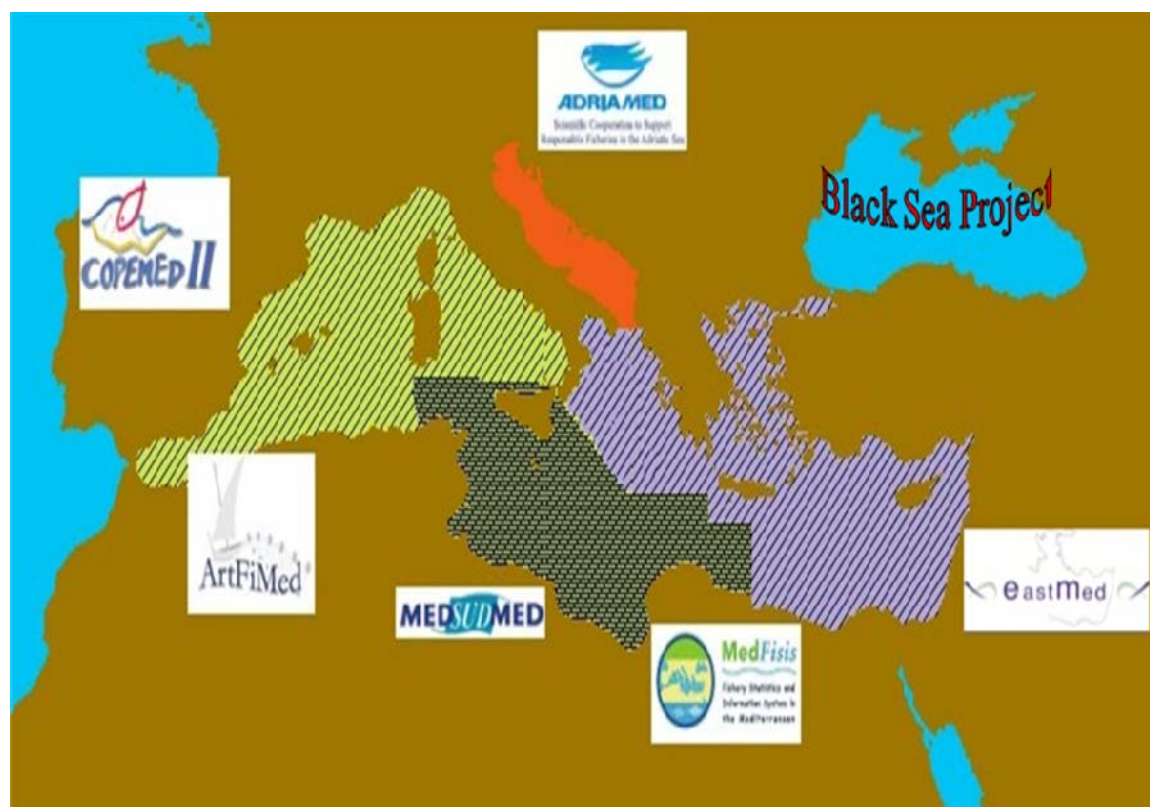 ADRIAMED
Scientific Cooperation to Support
Responsible Fisheries in the Adriatic Sea
Black Sea Project
COPEMED II
ArtFiMed
MEDSUDMED
eastMed
MedFisis
Fishery Statistics and
Information System in
the Mediterranean